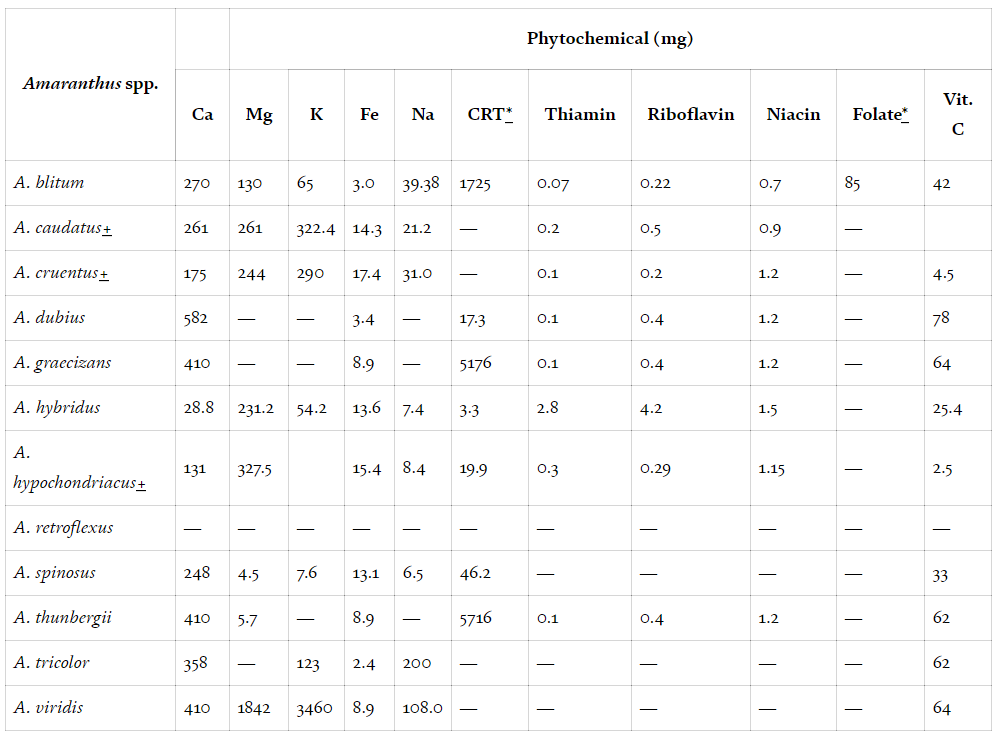 Phytochemical (mg)
Amaranthus spp.
Ca Mg K Fe Na CRT* Thiamin Riboflavin Niacin Folate* Vit. C
A. blitum 270 130 65 3.0 39.38 1725 0.07 0.22 0.7 85 42
A. caudatus+ 261 261 322.4 14.3 21.2 — 0.2 0.5 0.9 —
A. cruentus+ 175 244 290 17.4 31.0 — 0.1 0.2 1.2 — 4.5
A. dubius 582 — — 3.4 — 17.3 0.1 0.4 1.2 — 78
A. graecizans 410 — — 8.9 — 5176 0.1 0.4 1.2 — 64
A. hybridus 28.8 231.2 54.2 13.6 7.4 3.3 2.8 4.2 1.5 — 25.4
A.
hypochondriacus+ 131 327.5 15.4 8.4 19.9 0.3 0.29 1.15 — 2.5
A. retroflexus — — — — — — — — — — —
A. spinosus 248 4.5 7.6 13.1 6.5 46.2 — — — — 33
A. thunbergii 410 5.7 — 8.9 — 5716 0.1 0.4 1.2 — 62
A. tricolor 358 — 123 2.4 200 — — — — — 62
A. viridis 410 1842 3460 8.9 108.0 — — — — — 64